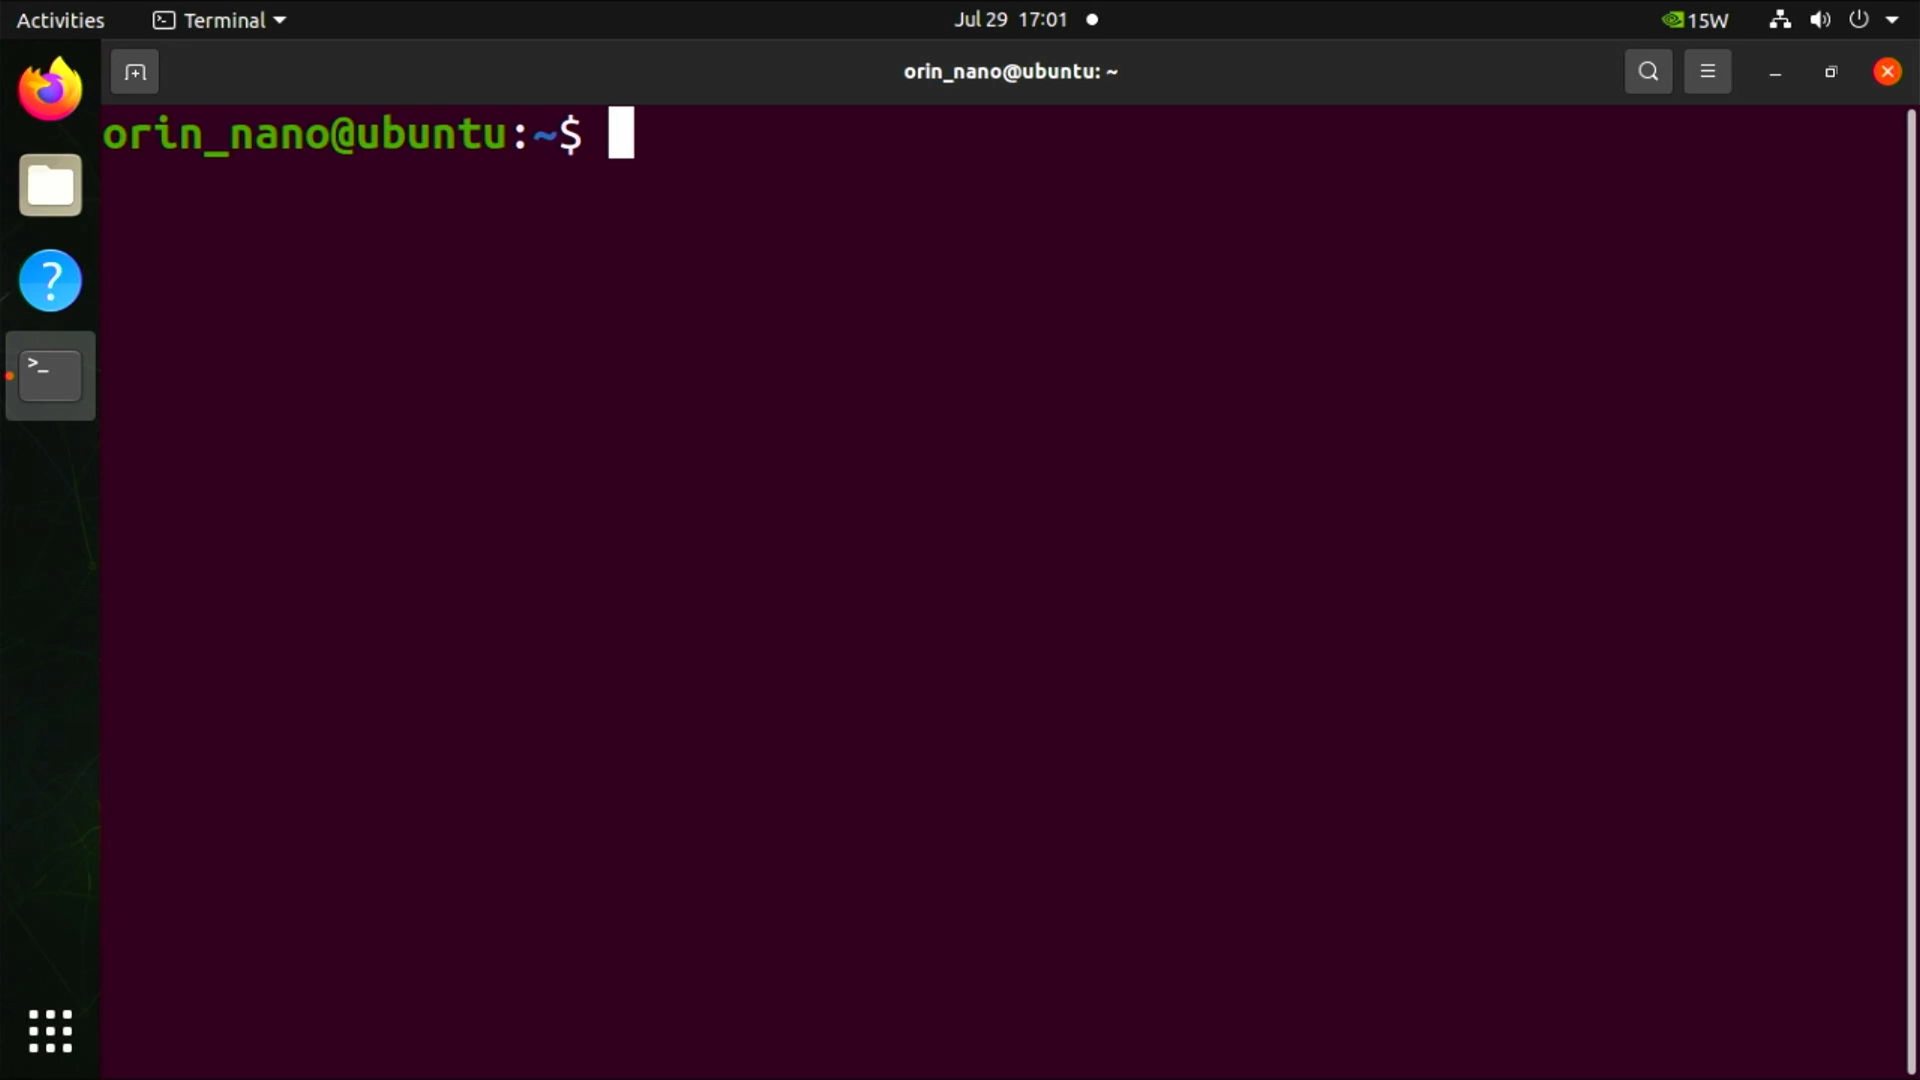 Activities
Terminal
Jul 29 17:01
15W
orin_nano@ubuntu: ~
orin_nano@ubuntu:~$
?
>_